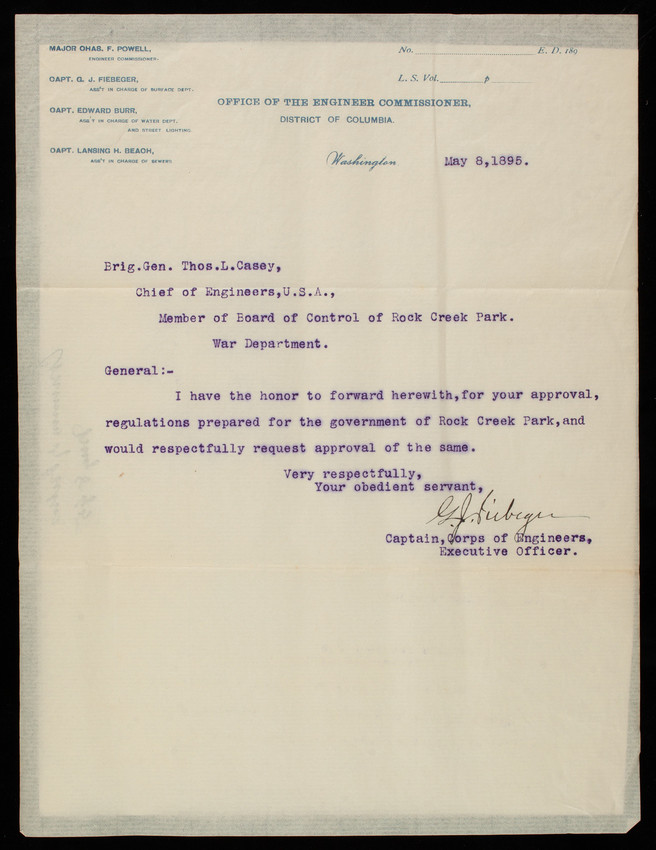 MAJOR CHAS. F. POWELL,
ENGINEER COMMISSIONER.
CAPT. G. J. FIEBEGER,
ASS'T IN CHARGE OF SURFACE DEPT.
CAPT. EDWARD BURR,
ASS'T IN CHARGE OF WATER DEPT.
AND STREET LIGHTING.
CAPT. LANSING H. BEACH,
ASS'T IN CHARGE OF SEWERS.
No. E. D. 189
L. S. Vol. p
OFFICE OF THE ENGINEER COMMISSIONER,
DISTRICT OF COLUMBIA.
Washington May 8,1895.
Brig.Gen. Thos.L.Casey,
Chief of Engineers,U.S.A.,
Member of Board of Control of Rock Creek Park.
War Department.
General:-
I have the honor to forward herewith,for your approval,
regulations prepared for the government of Rock Creek Park,and
would respectfully request approval of the same.
Very respectfully,
Your obedient servant,
G.J. Fiebeger
Captain,Corps of Engineers,
Executive Officer.